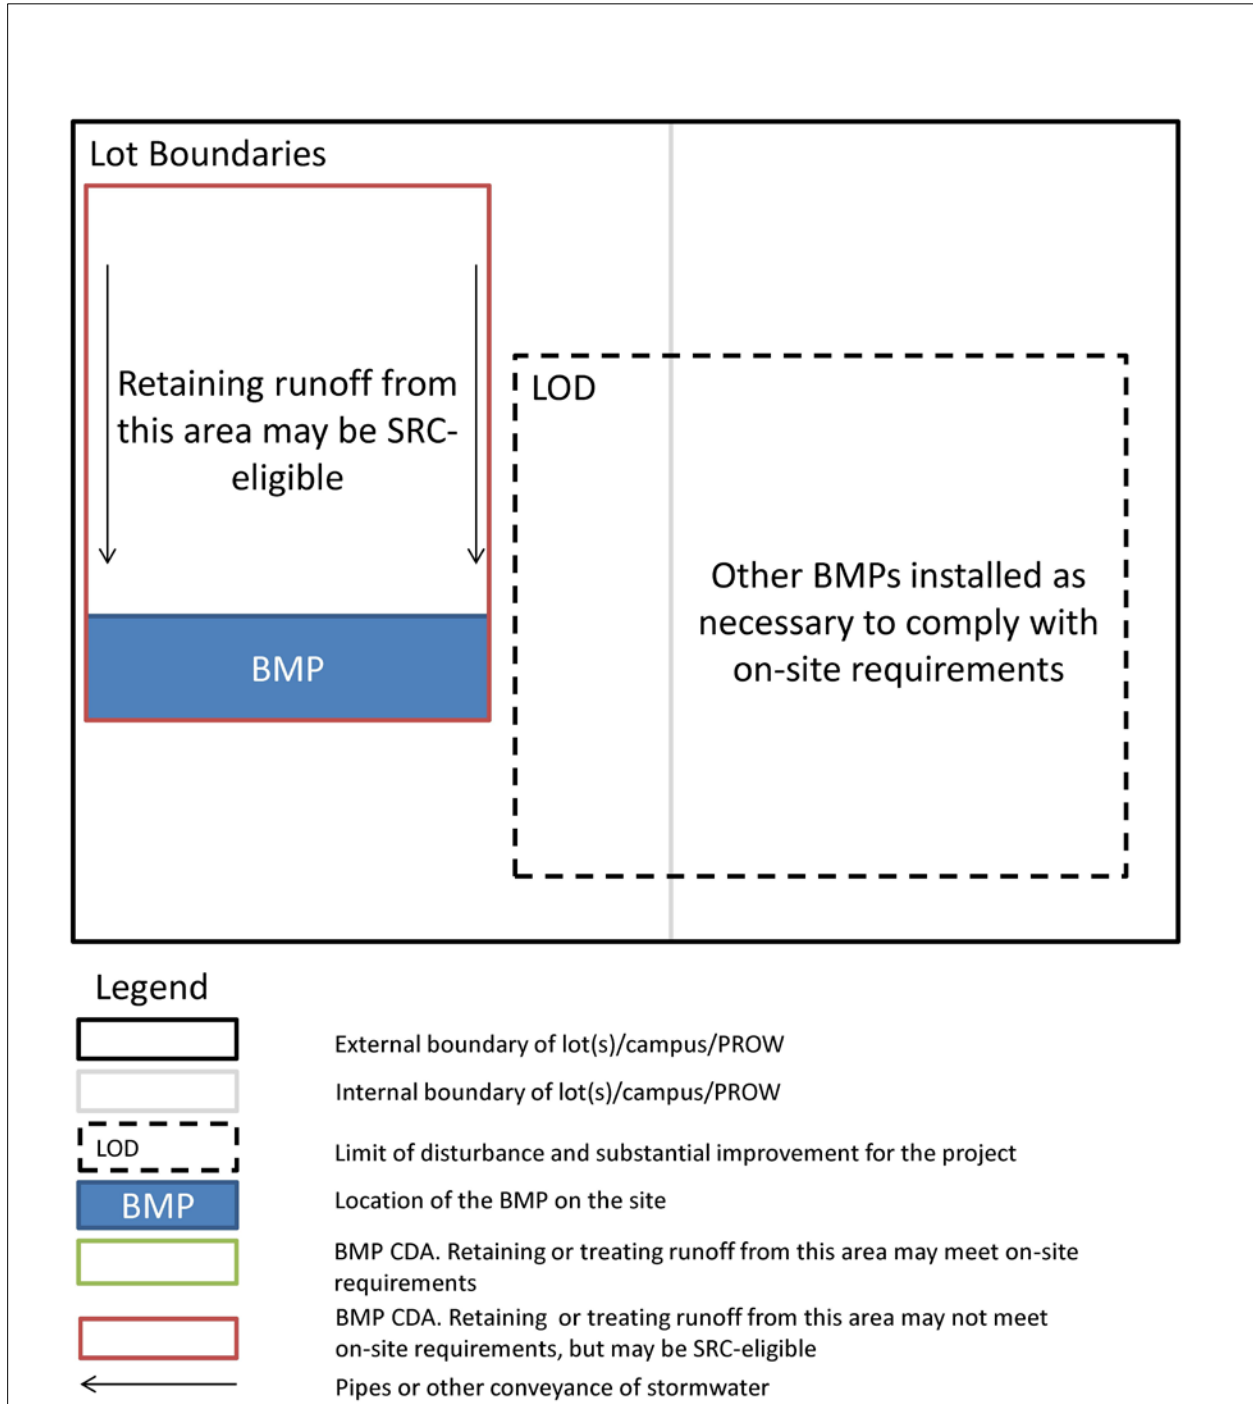 Lot Boundaries
Retaining runoff from
this area may be SRC-
eligible
BMP
LOD
Other BMPs installed as
necessary to comply with
on-site requirements
Legend
External boundary of lot(s)/campus/PROW
Internal boundary of lot(s)/campus/PROW
LOD
Limit of disturbance and substantial improvement for the project
BMP
Location of the BMP on the site
BMP CDA. Retaining or treating runoff from this area may meet on-site
requirements
BMP CDA. Retaining  or treating runoff from this area may not meet
on-site requirements, but may be SRC-eligible
Pipes or other conveyance of stormwater